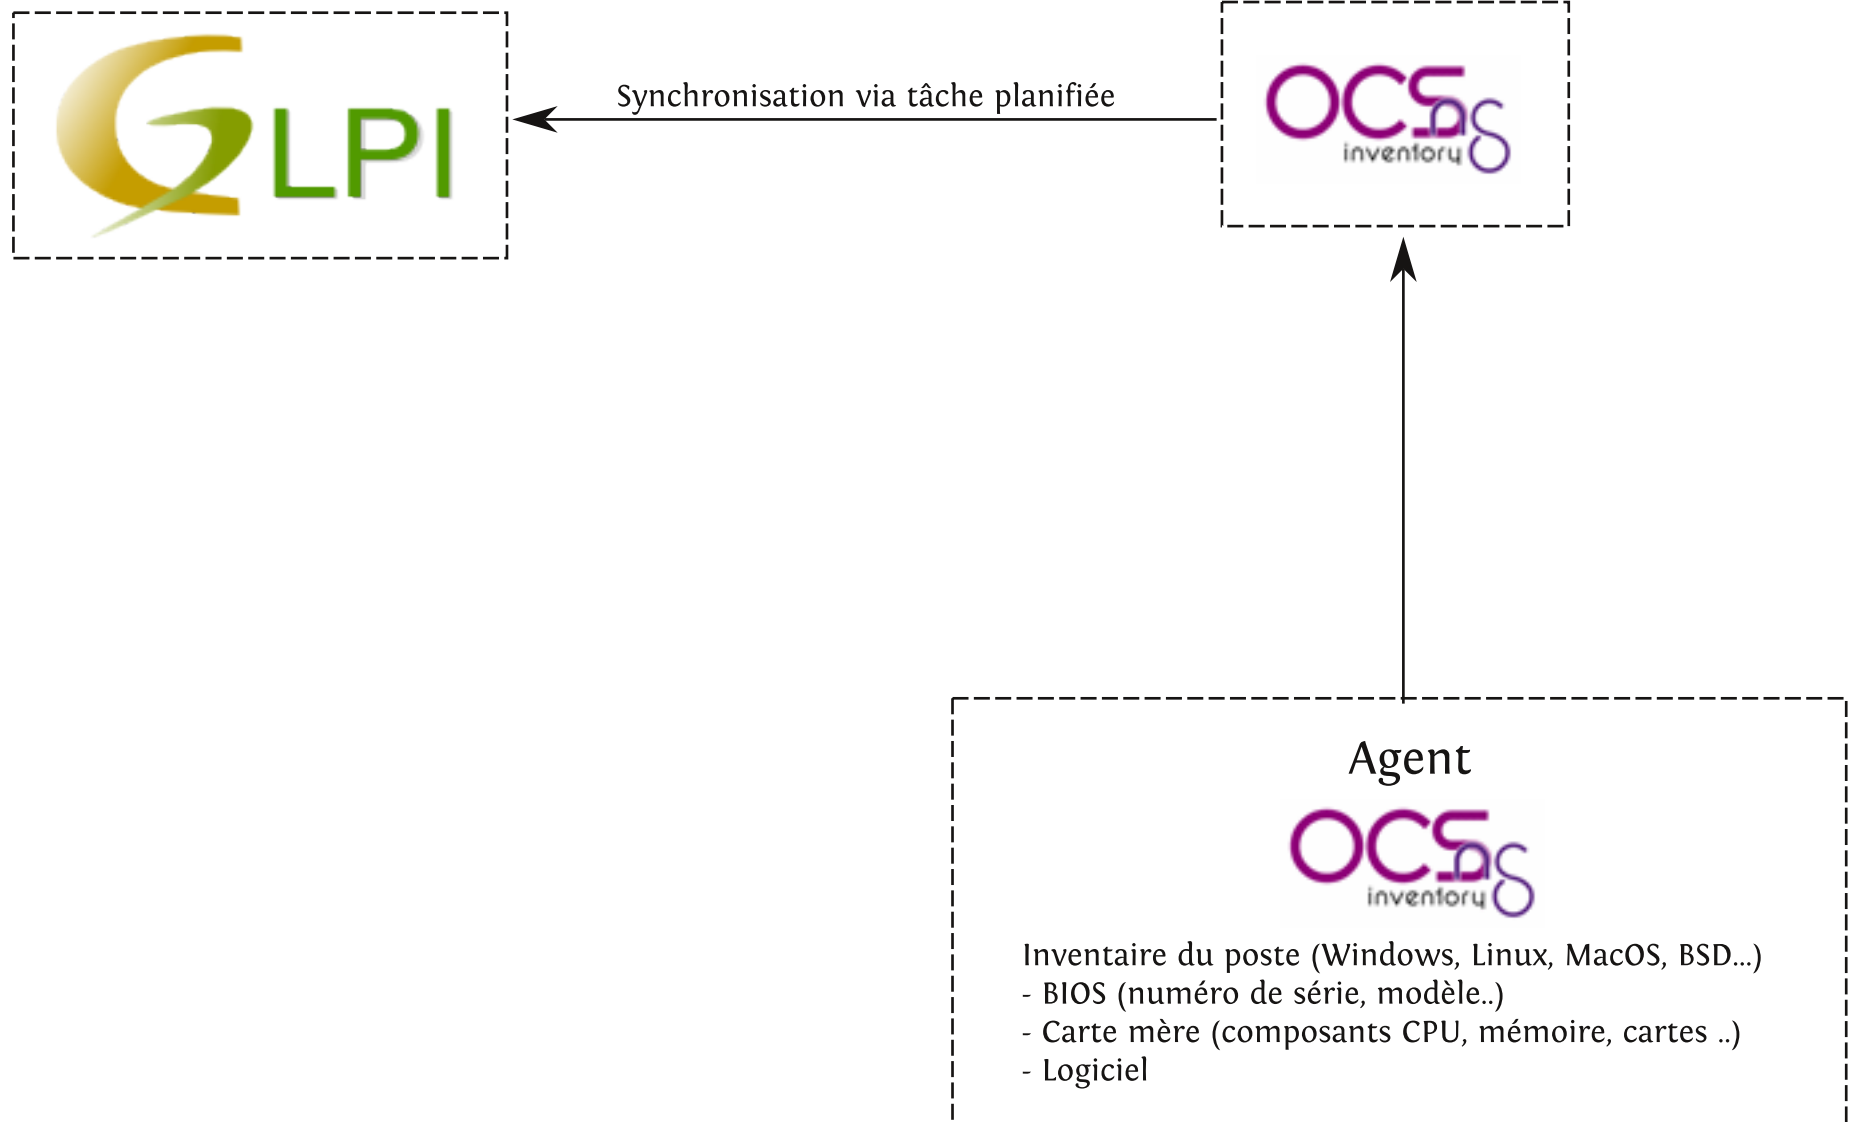 GLPI
Synchronisation via tâche planifiée
OCS ng
inventory
Agent
OCS ng
inventory
Inventaire du poste (Windows, Linux, MacOS, BSD...)
- BIOS (numéro de série, modèle..)
- Carte mère (composants CPU, mémoire, cartes ..)
- Logiciel